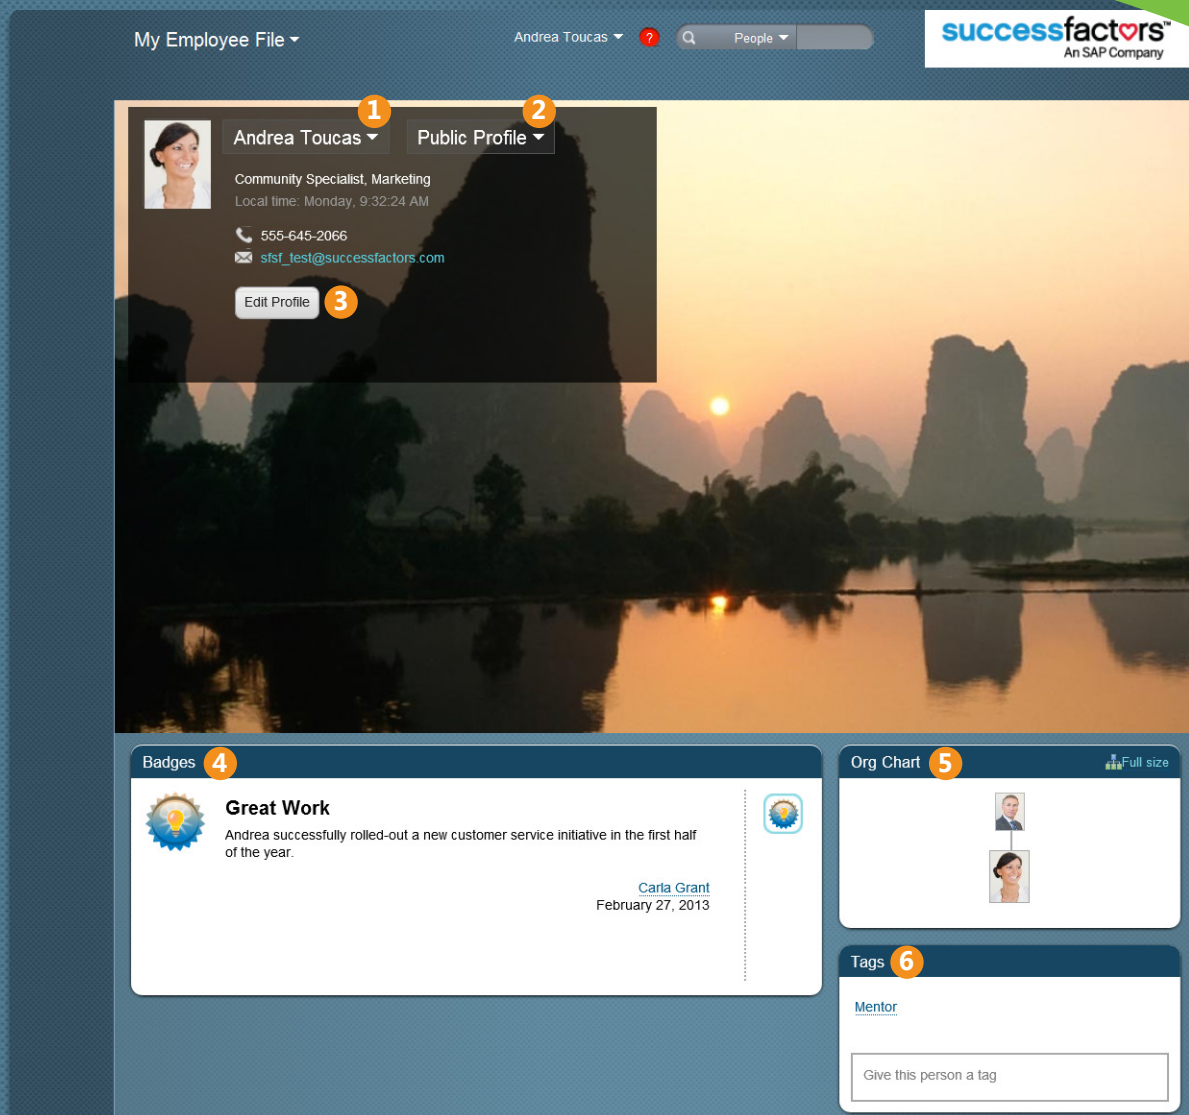 My Employee File
Andrea Toucas
?
People
successfactors™
An SAP Company
1
2
Andrea Toucas
Public Profile
Community Specialist, Marketing
Local time: Monday, 9:32:24 AM
555-645-2066
sfsf_test@successfactors.com
Edit Profile 3
Badges 4
Great Work
Andrea successfully rolled-out a new customer service initiative in the first half
of the year.
Carla Grant
February 27, 2013
Org Chart 5 Full size
Tags 6
Mentor
Give this person a tag